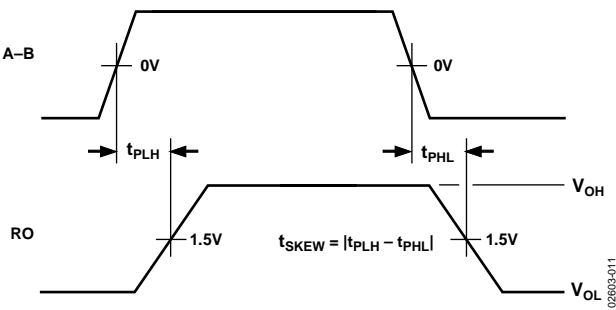 A–B
0V
0V
tPLH
tPHL
VOH
RO
1.5V
tSKEW = |tPLH – tPHL|
1.5V
VOL
02603-011